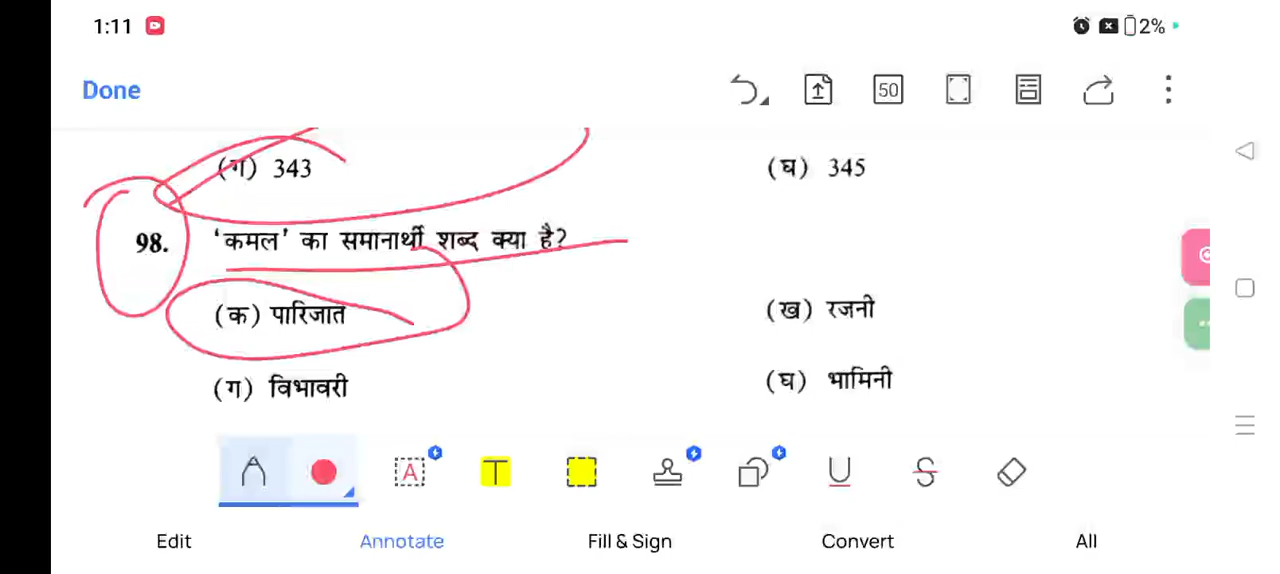 1:11 2%
Done 50
(ग) 343 (घ) 345
98. 'कमल' का समानार्थी शब्द क्या है?
(क) पारिजात (ख) रजनी
(ग) विभावरी (घ) भामिनी
A T U S
Edit Annotate Fill & Sign Convert All